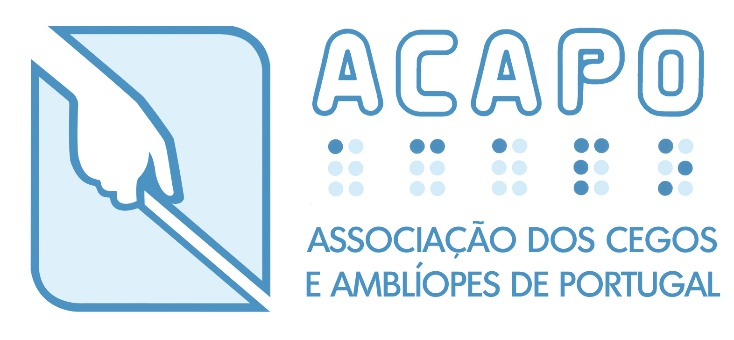 ACAPO
⠁⠉⠁⠏⠕
ASSOCIAÇÃO DOS CEGOS
E AMBLÍOPES DE PORTUGAL